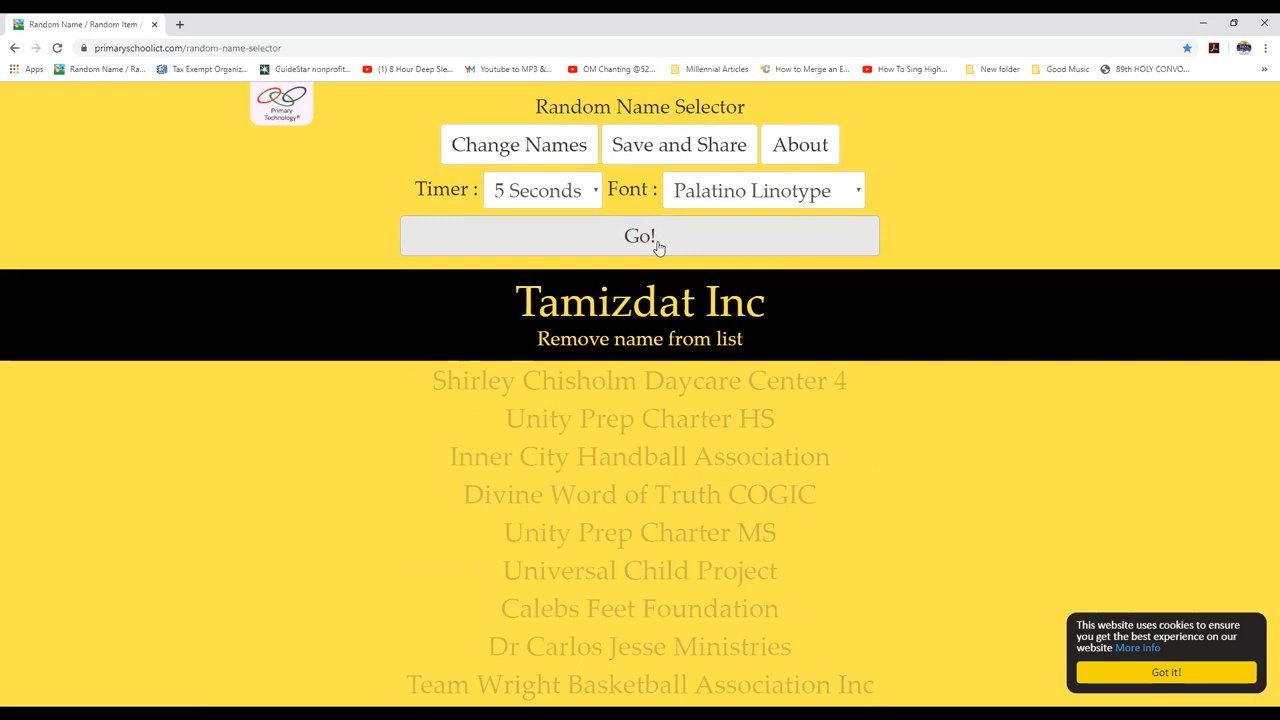 Random Name / Random Item /
primaryschoolict.com/random-name-selector
Apps
Random Name / Ra...
Tax Exempt Organiz...
GuideStar nonprofit...
(1) 8 Hour Deep Sle...
Youtube to MP3 &...
OM Chanting @52...
Millennial Articles
How to Merge an E...
How To Sing High...
New folder
Good Music
89th HOLY CONVO...
»
Primary
Technology®
Random Name Selector
Change Names
Save and Share
About
Timer : 5 Seconds Font : Palatino Linotype
Go!
Tamizdat Inc
Remove name from list
Shirley Chisholm Daycare Center 4
Unity Prep Charter HS
Inner City Handball Association
Divine Word of Truth COGIC
Unity Prep Charter MS
Universal Child Project
Calebs Feet Foundation
Dr Carlos Jesse Ministries
Team Wright Basketball Association Inc
This website uses cookies to ensure
you get the best experience on our
website More info
Got it!